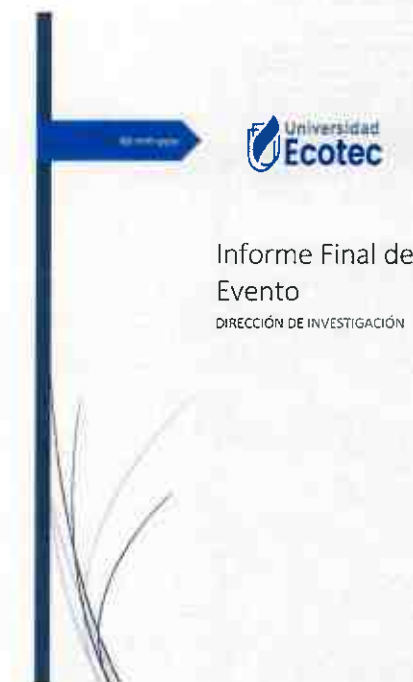 Universidad
Ecotec
Informe Final de
Evento
DIRECCIÓN DE INVESTIGACIÓN